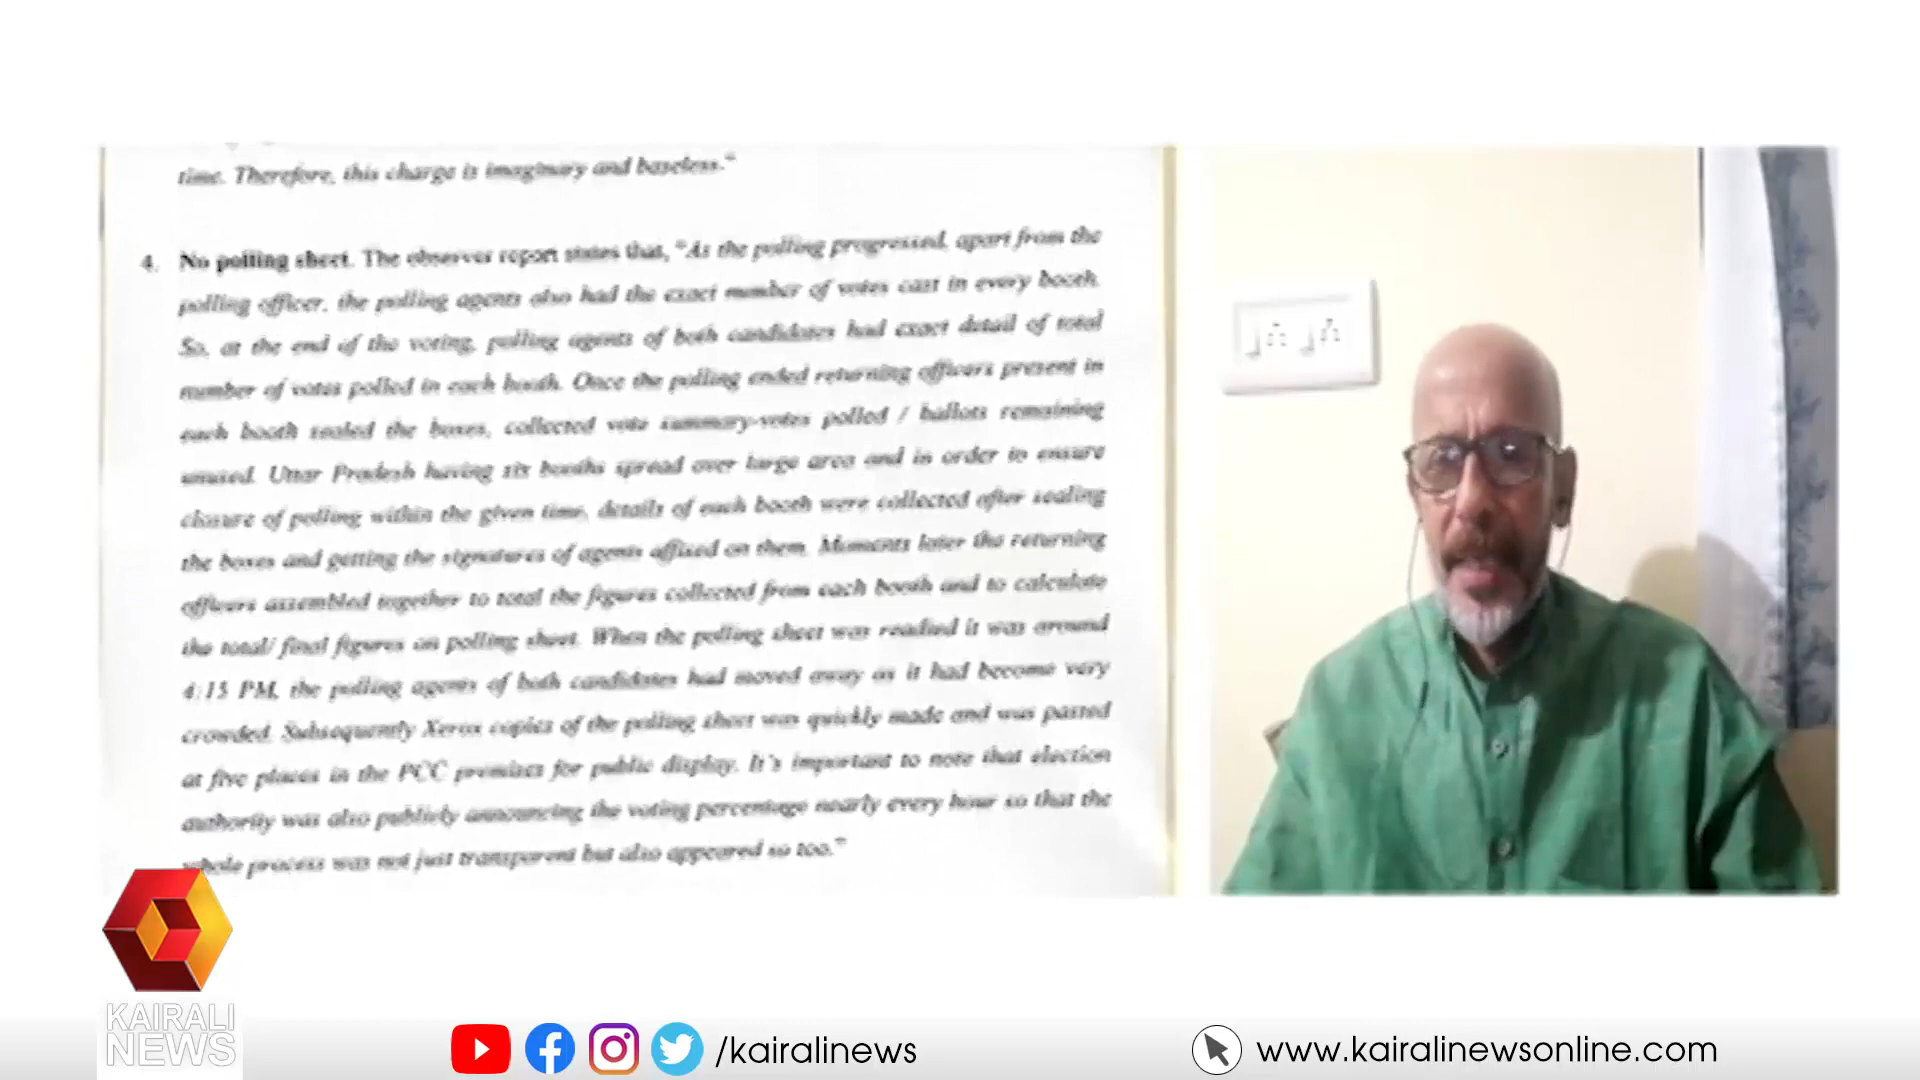 time. Therefore, this charge is imaginary and baseless."
4. No polling sheet. The observer report states that, "As the polling progressed, apart from the
polling officer, the polling agents also had the exact number of votes cast in every booth.
So, at the end of the voting, polling agents of both candidates had exact detail of total
number of votes polled in each booth. Once the polling ended returning officers present in
each booth sealed the boxes, collected vote summary-votes polled / ballots remaining
unused. Uttar Pradesh having six booths spread over large area and in order to ensure
closure of polling within the given time, details of each booth were collected after sealing
the boxes and getting the signatures of agents affixed on them. Moments later the returning
officers assembled together to total the figures collected from each booth and to calculate
the total/ final figures on polling sheet. When the polling sheet was readied it was around
4:15 PM, the polling agents of both candidates had moved away as it had become very
crowded. Subsequently Xerox copies of the polling sheet was quickly made and was pasted
at five places in the PCC premises for public display. It's important to note that election
authority was also publicly announcing the voting percentage nearly every hour so that the
whole process was not just transparent but also appeared so too."
KAIRALI
NEWS
/kairalinews
www.kairalinewsonline.com